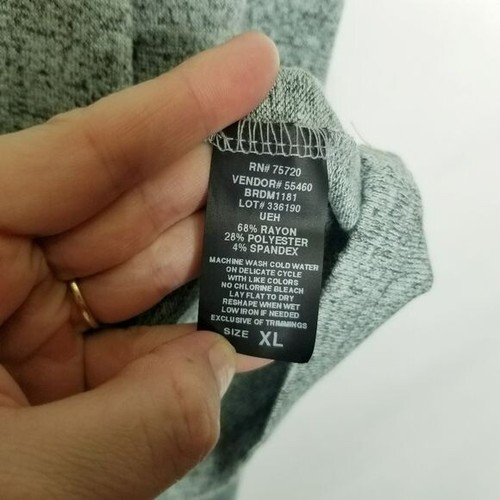 RN# 75720
VENDOR# 55460
BRDM1181
LOT# 336190
UEH
68% RAYON
28% POLYESTER
4% SPANDEX
MACHINE WASH COLD WATER
ON DELICATE CYCLE
WITH LIKE COLORS
NO CHLORINE BLEACH
LAY FLAT TO DRY
RESHAPE WHEN WET
LOW IRON IF NEEDED
EXCLUSIVE OF TRIMMINGS
SIZE XL